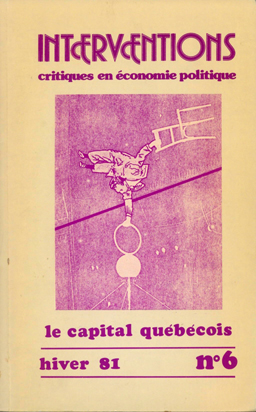 INTERVENTIONS
critiques en économie politique
le capital québécois
hiver 81 n°6